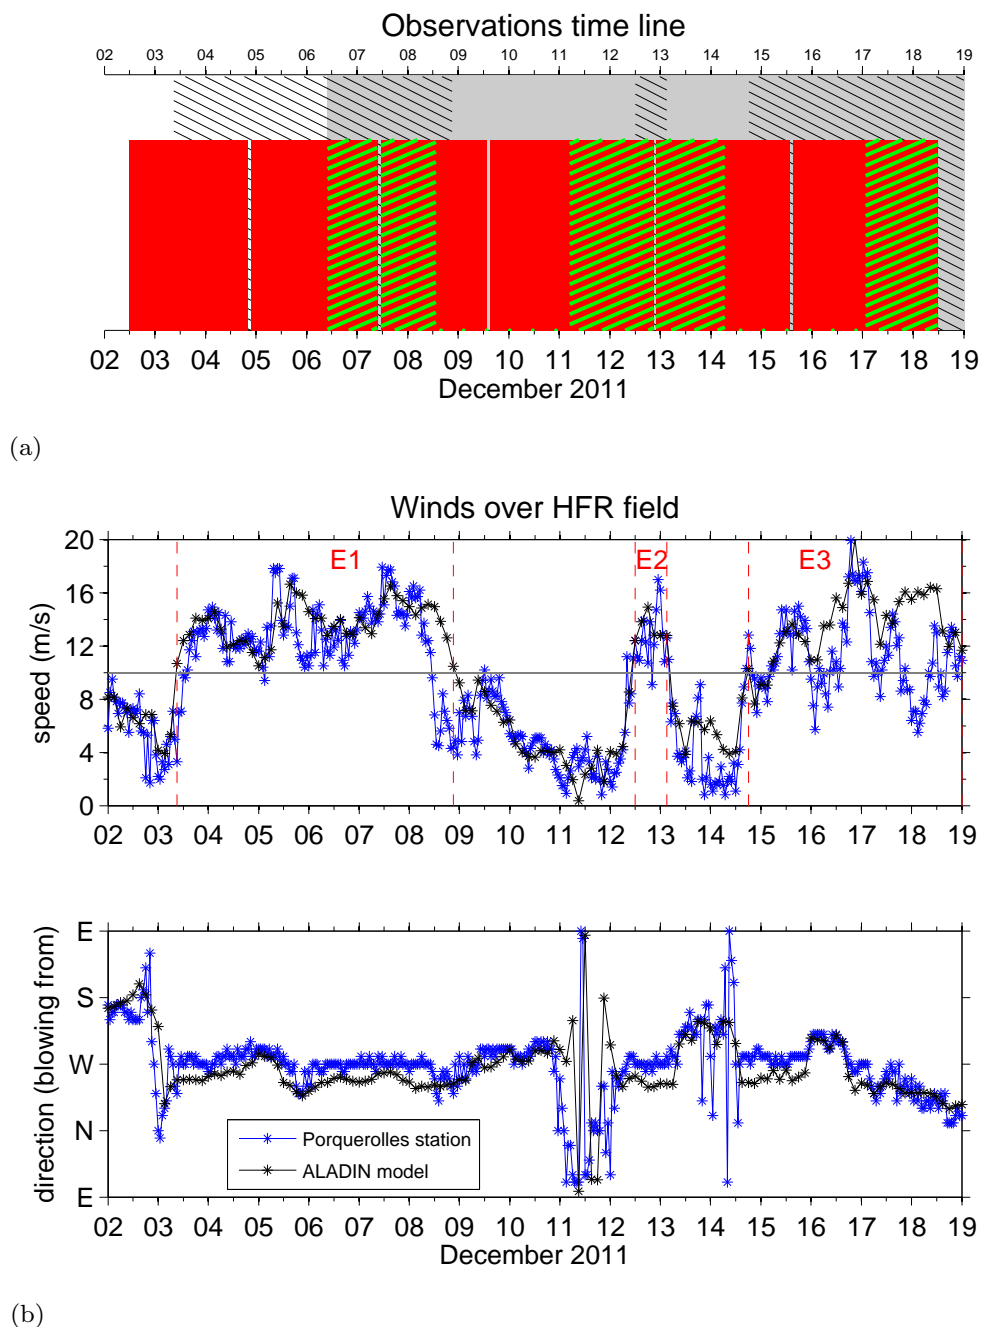 Observations time line
02 03 04 05 06 07 08 09 10 11 12 13 14 15 16 17 18 19
02 03 04 05 06 07 08 09 10 11 12 13 14 15 16 17 18 19
December 2011
(a)
Winds over HFR field
speed (m/s)
20
16
12
8
4
0
E1 E2 E3
02 03 04 05 06 07 08 09 10 11 12 13 14 15 16 17 18 19
direction (blowing from)
E
S
W
N
E
Porquerolles station
ALADIN model
02 03 04 05 06 07 08 09 10 11 12 13 14 15 16 17 18 19
December 2011
(b)